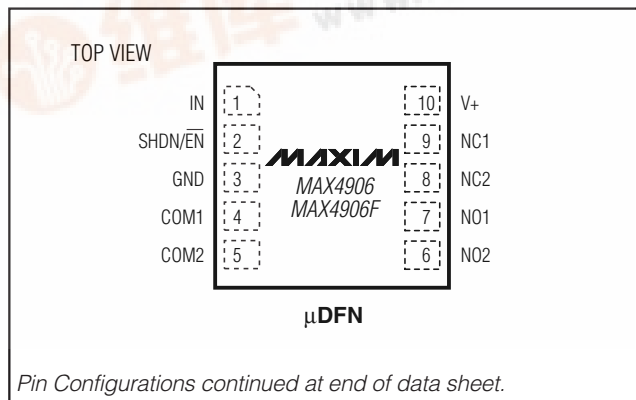 TOP VIEW
IN 1 10 V+
SHDN/EN 2 9 NC1
GND 3 MAXIM 8 NC2
MAX4906
COM1 4 MAX4906F 7 NO1
COM2 5 6 NO2
µDFN
Pin Configurations continued at end of data sheet.